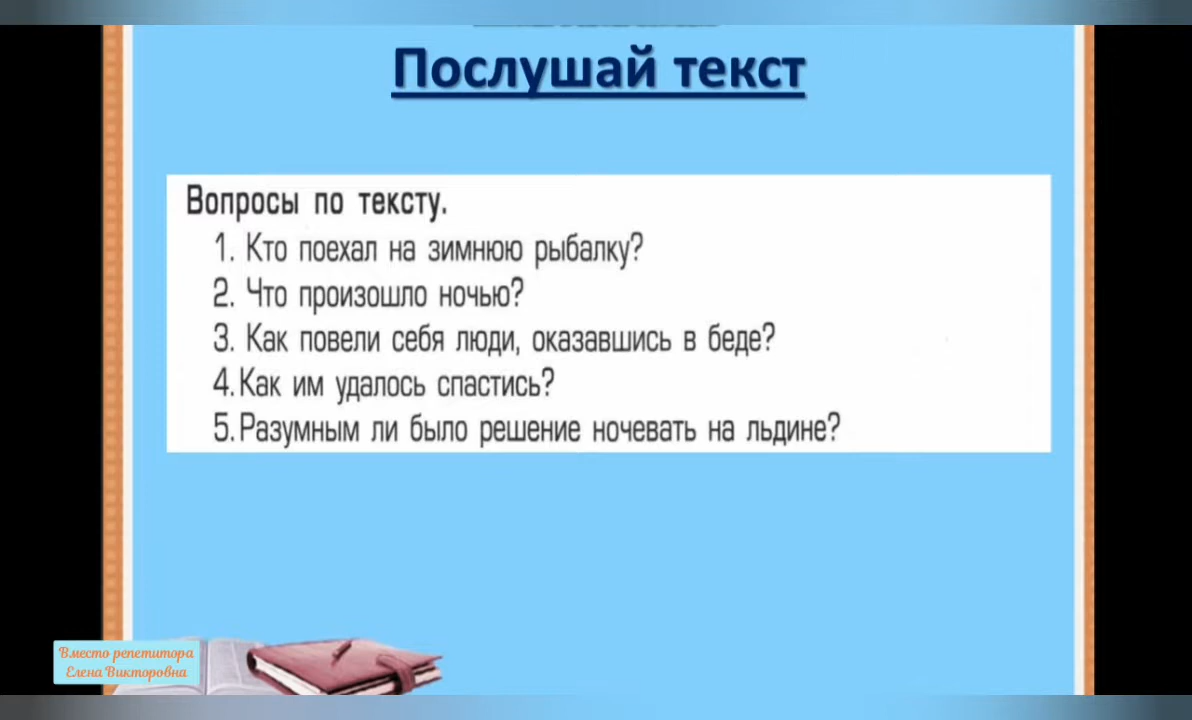 Послушай текст
Вопросы по тексту.
1. Кто поехал на зимнюю рыбалку?
2. Что произошло ночью?
3. Как повели себя люди, оказавшись в беде?
4. Как им удалось спастись?
5. Разумным ли было решение ночевать на льдине?
Вместо репетитора
Елена Викторовна